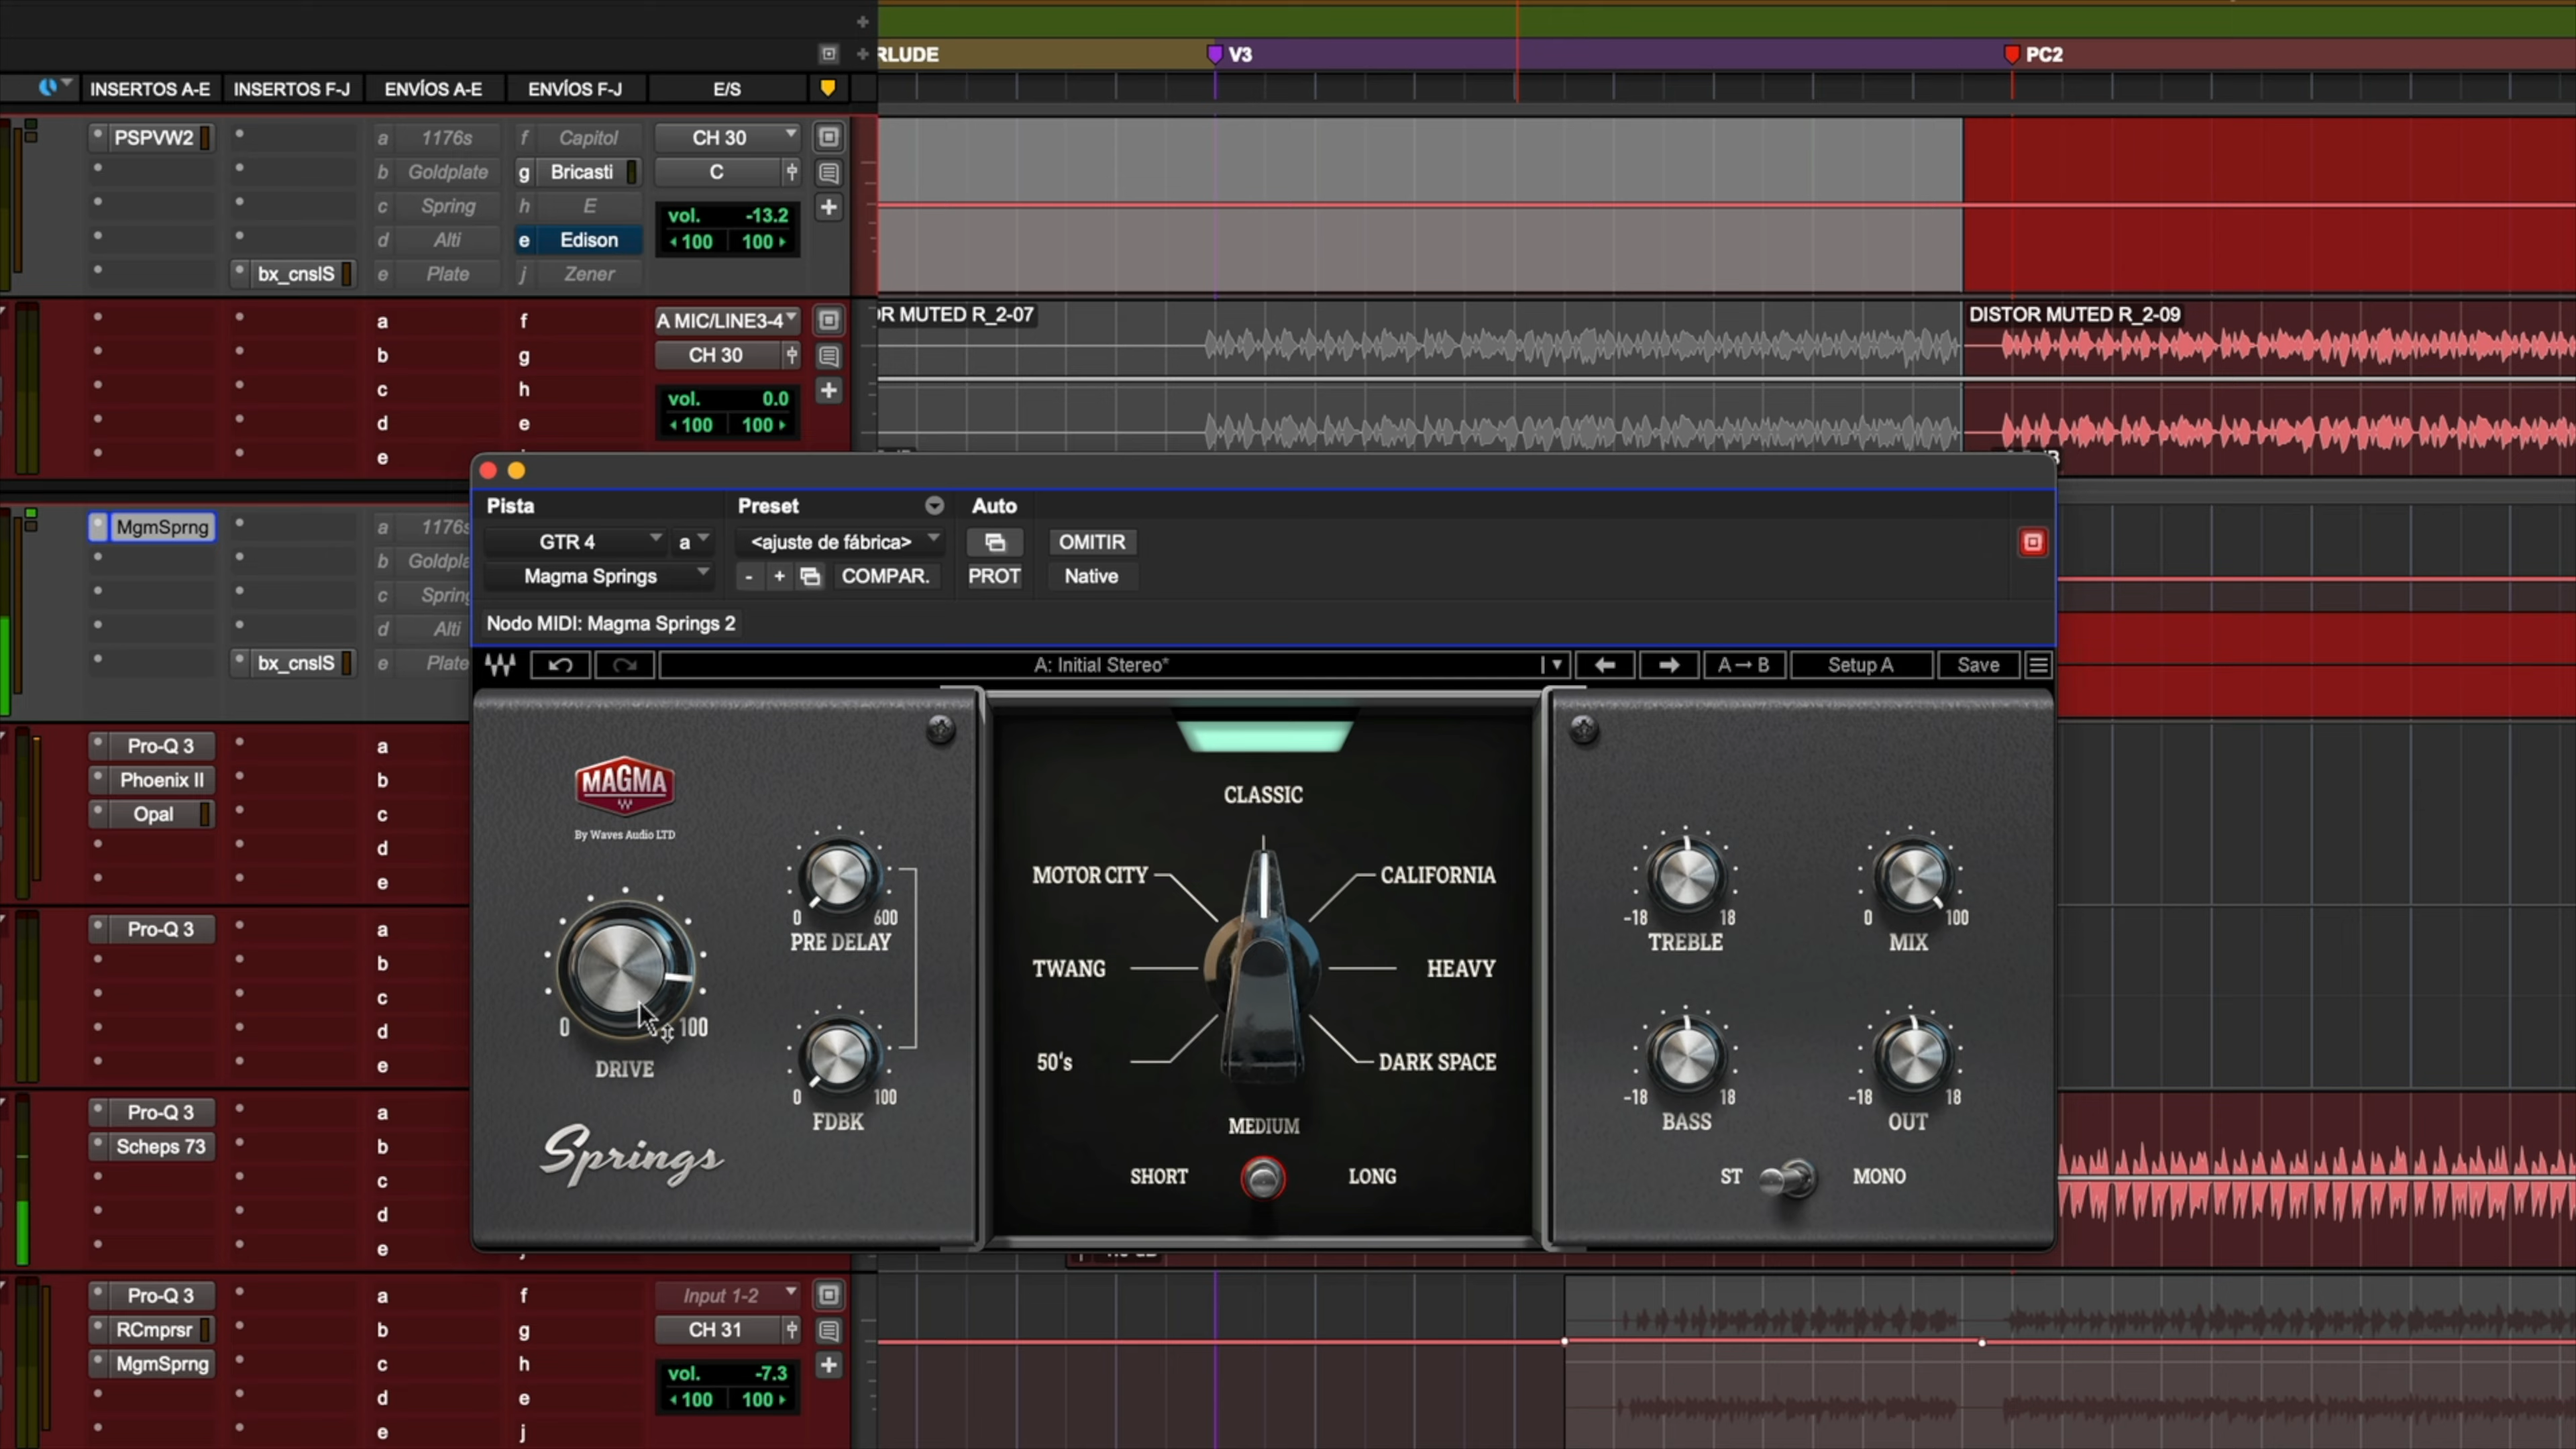 RLUDE
V3
PC2
INSERTOS A-E
INSERTOS F-J
ENVÍOS A-E
ENVÍOS F-J
E/S
PSPVW2
a 1176s
f Capitol
CH 30
b Goldplate
g Bricasti
C
c Spring
h E
vol. -13.2
d Alti
e Edison
100 100
bx_cnslS
e Plate
j Zener
a
f
A MIC/LINE3-4
OR MUTED R_2-07
DISTOR MUTED R_2-09
b
g
CH 30
c
h
vol. 0.0
d
e
100 100
e
Pista
Preset
Auto
MgmSprng
a 1176s
GTR 4
a
<ajuste de fábrica>
OMITIR
b Goldpla
Magma Springs
- +
COMPAR.
PROT
Native
c Spring
d Alti
Nodo MIDI: Magma Springs 2
bx_cnslS
e Plate
A: Initial Stereo*
A→B
Setup A
Save
Pro-Q 3
a
Phoenix II
b
Opal
c
d
e
MAGMA
By Waves Audio LTD
CLASSIC
MOTOR CITY
CALIFORNIA
0 600
PRE DELAY
-18 18
TREBLE
0 100
MIX
Pro-Q 3
a
b
TWANG
HEAVY
c
0 100
DRIVE
d
e
50's
DARK SPACE
0 100
FDBK
-18 18
BASS
-18 18
OUT
Pro-Q 3
a
MEDIUM
Scheps 73
b
Springs
SHORT
LONG
ST
MONO
c
d
e
Pro-Q 3
a
f
Input 1-2
RCmprsr
b
g
CH 31
MgmSprng
c
h
vol. -7.3
d
e
100 100
e
j